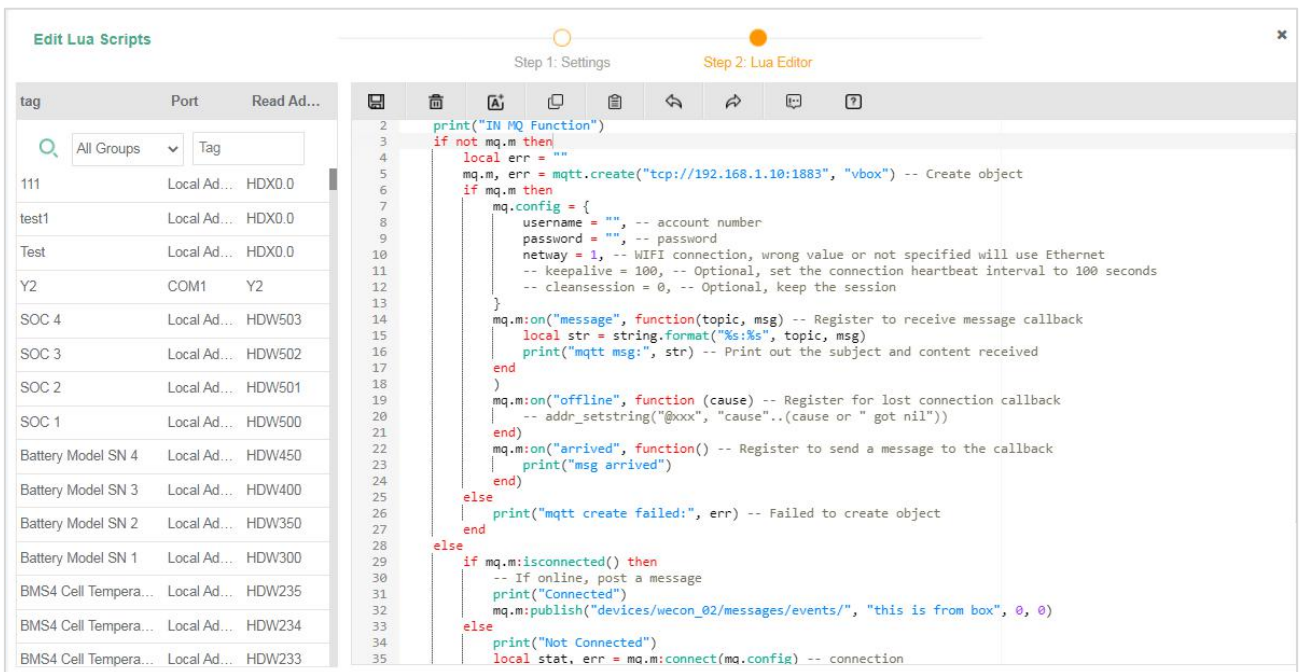 Edit Lua Scripts
Step 1: Settings
Step 2: Lua Editor
tag Port Read Ad...
All Groups Tag
111 Local Ad... HDX0.0
test1 Local Ad... HDX0.0
Test Local Ad... HDX0.0
Y2 COM1 Y2
SOC 4 Local Ad... HDW503
SOC 3 Local Ad... HDW502
SOC 2 Local Ad... HDW501
SOC 1 Local Ad... HDW500
Battery Model SN 4 Local Ad... HDW450
Battery Model SN 3 Local Ad... HDW400
Battery Model SN 2 Local Ad... HDW350
Battery Model SN 1 Local Ad... HDW300
BMS4 Cell Tempera... Local Ad... HDW235
BMS4 Cell Tempera... Local Ad... HDW234
BMS4 Cell Tempera... Local Ad... HDW233
2 print("IN MQ Function")
3 if not mq.m then
4 local err = ""
5 mq.m, err = mqtt.create("tcp://192.168.1.10:1883", "vbox") -- Create object
6 if mq.m then
7 mq.config = {
8 username = "", -- account number
9 password = "", -- password
10 netway = 1, -- WIFI connection, wrong value or not specified will use Ethernet
11 -- keepalive = 100, -- Optional, set the connection heartbeat interval to 100 seconds
12 -- cleansession = 0, -- Optional, keep the session
13 }
14 mq.m:on("message", function(topic, msg) -- Register to receive message callback
15 local str = string.format("%s:%s", topic, msg)
16 print("mqtt msg:", str) -- Print out the subject and content received
17 end
18 )
19 mq.m:on("offline", function (cause) -- Register for lost connection callback
20 -- addr_setstring("@xxx", "cause"..(cause or " got nil"))
21 end)
22 mq.m:on("arrived", function() -- Register to send a message to the callback
23 print("msg arrived")
24 end)
25 else
26 print("mqtt create failed:", err) -- Failed to create object
27 end
28 else
29 if mq.m:isconnected() then
30 -- If online, post a message
31 print("Connected")
32 mq.m:publish("devices/wecon_02/messages/events/", "this is from box", 0, 0)
33 else
34 print("Not Connected")
35 local stat, err = mq.m:connect(mq.config) -- connection